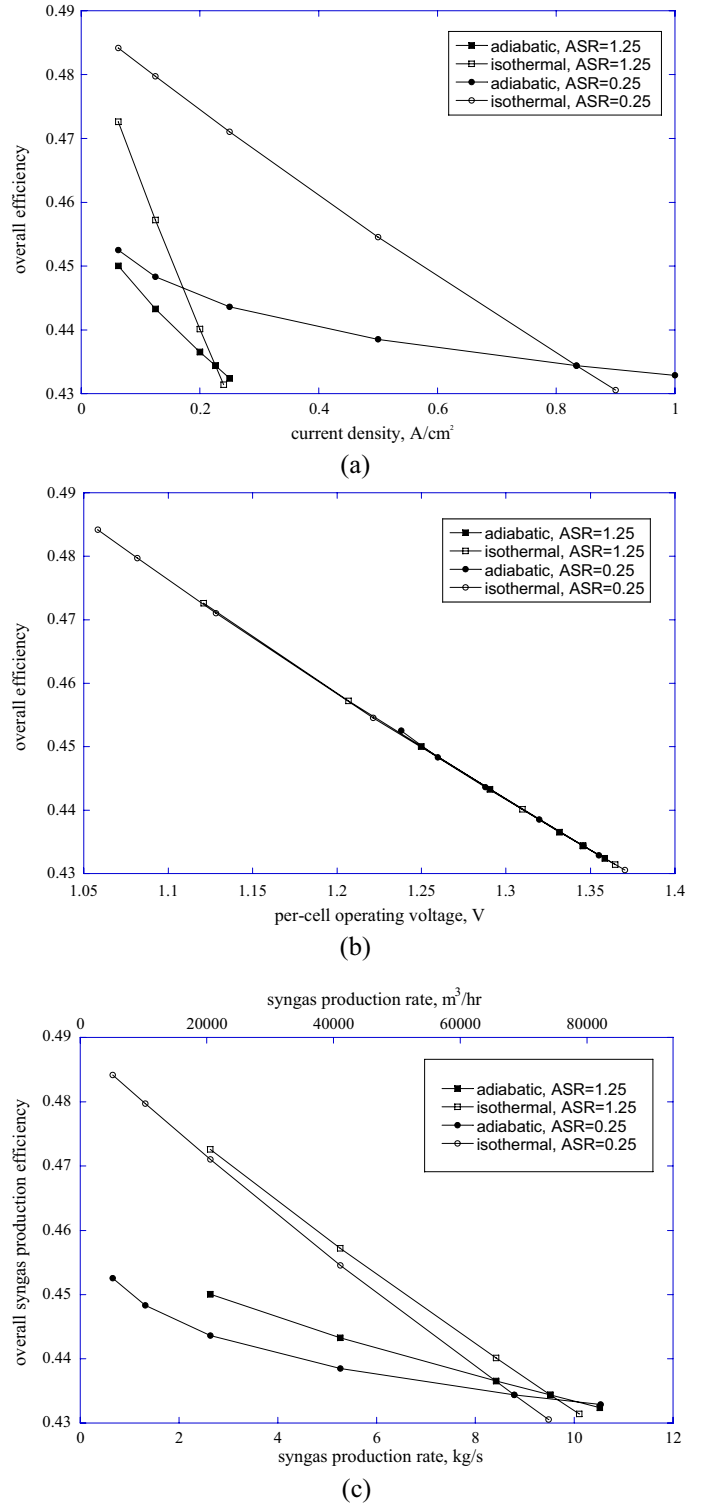 0.49
0.48
0.47
0.46
0.45
0.44
0.43
overall efficiency
adiabatic, ASR=1.25
isothermal, ASR=1.25
adiabatic, ASR=0.25
isothermal, ASR=0.25
0 0.2 0.4 0.6 0.8 1
current density, A/cm²
(a)
0.49
0.48
0.47
0.46
0.45
0.44
0.43
overall efficiency
adiabatic, ASR=1.25
isothermal, ASR=1.25
adiabatic, ASR=0.25
isothermal, ASR=0.25
1.05 1.1 1.15 1.2 1.25 1.3 1.35 1.4
per-cell operating voltage, V
(b)
syngas production rate, m³/hr
0 20000 40000 60000 80000
0.49
0.48
0.47
0.46
0.45
0.44
0.43
overall syngas production efficiency
adiabatic, ASR=1.25
isothermal, ASR=1.25
adiabatic, ASR=0.25
isothermal, ASR=0.25
0 2 4 6 8 10 12
syngas production rate, kg/s
(c)